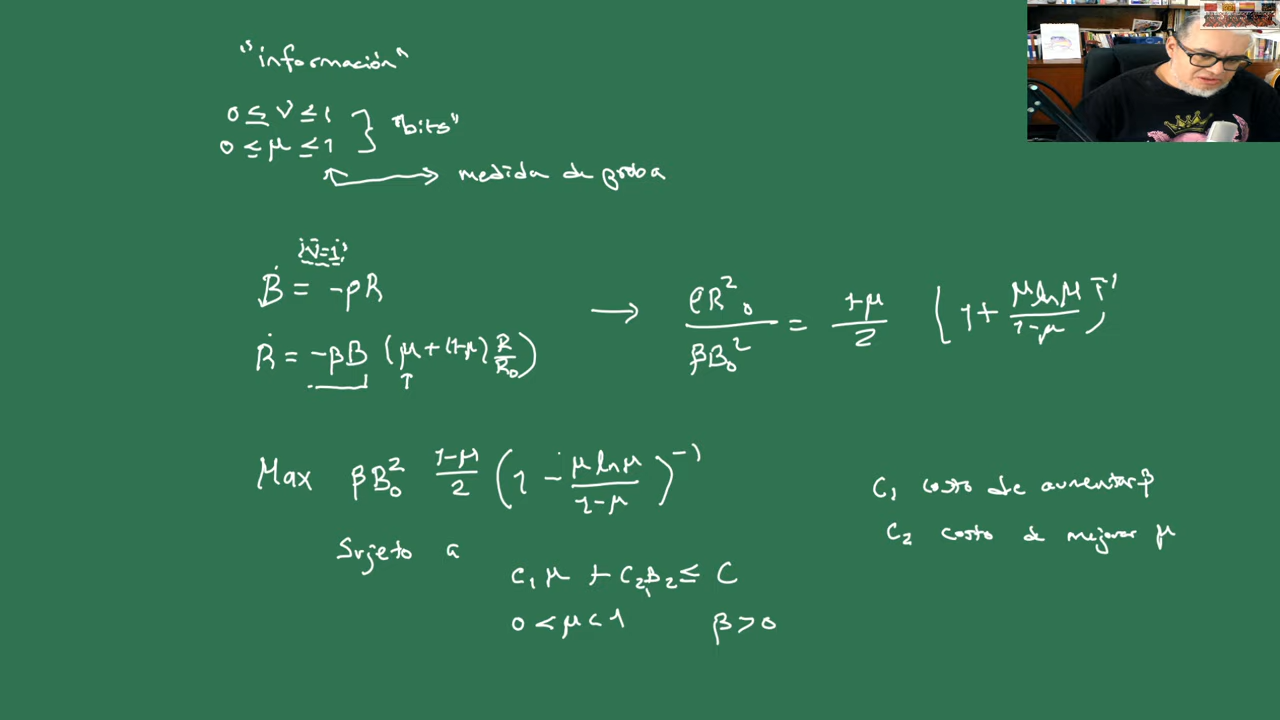 "información"
0 ≤ ν ≤ 1
0 ≤ μ ≤ 1
"bits"
medida de proba
"ν=1"
Ḃ = -ρR
Ṙ = -βB (μ + (1-μ) R/R₀)
→ ρR₀²/βB₀² = 1-μ/2 [1 + μ ln μ/1-μ]⁻¹
Max βB₀² 1-μ/2 (1 - μ ln μ/1-μ)⁻¹
Sujeto a
C₁ μ + C₂B₂ ≤ C
0 < μ < 1 β > 0
C₁ costo de aumentar β
C₂ costo de mejorar μ